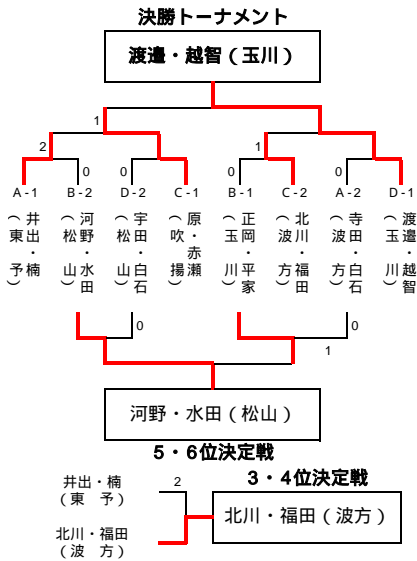 決勝トーナメント
渡邉・越智（玉川）
1
2 0 0 1 0 0
A-1 B-2 D-2 C-1 B-1 C-2 A-2 D-1
井出・楠（東予）
河野・水田（松山）
宇田・白石（松山）
原・赤瀬（吹揚）
正岡・平家（玉川）
北川・福田（波方）
寺田・白石（波方）
渡邉・越智（玉川）
0 0
1
河野・水田（松山）
5・6位決定戦
3・4位決定戦
井出・楠
（東　予）
2
北川・福田（波方）
北川・福田
（波　方）